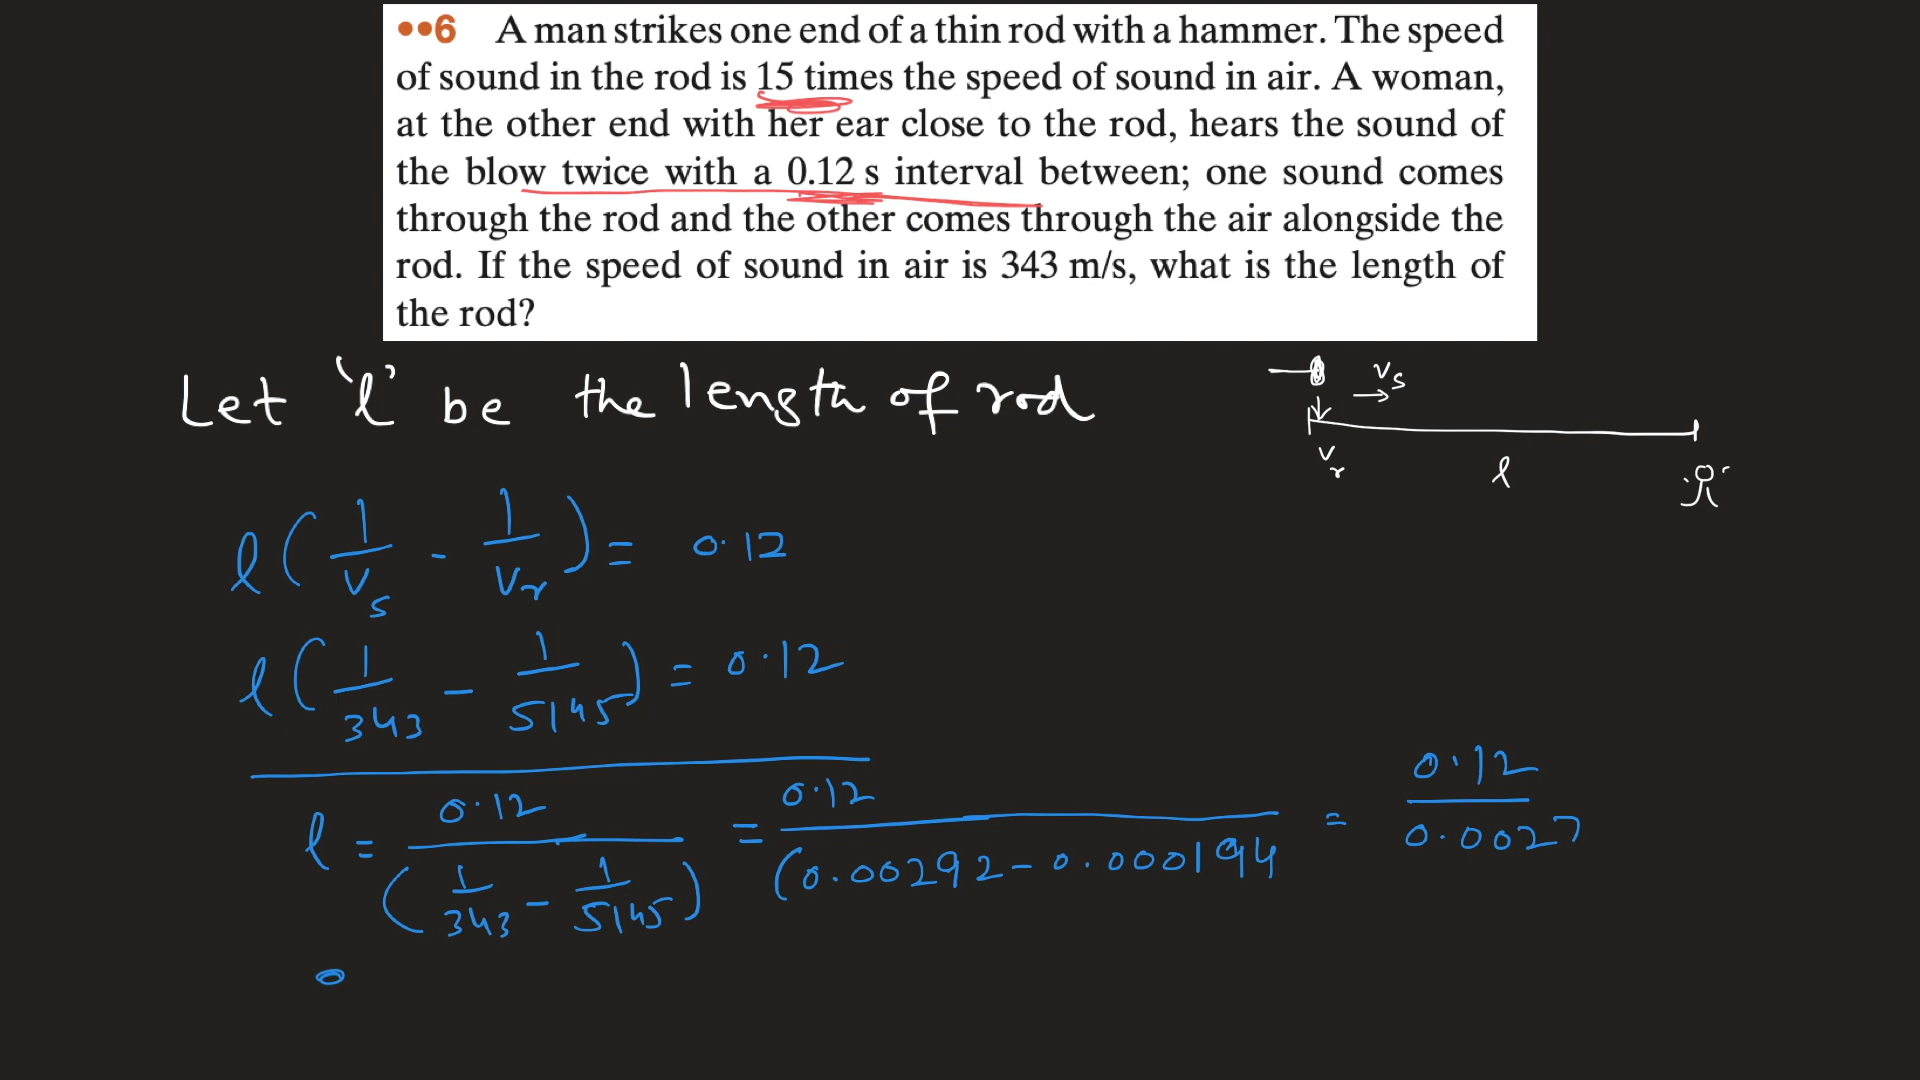 ••6 A man strikes one end of a thin rod with a hammer. The speed
of sound in the rod is 15 times the speed of sound in air. A woman,
at the other end with her ear close to the rod, hears the sound of
the blow twice with a 0.12 s interval between; one sound comes
through the rod and the other comes through the air alongside the
rod. If the speed of sound in air is 343 m/s, what is the length of
the rod?
Let 'l' be the length of rod
v_s
v_r
l
l(1/v_s - 1/v_r) = 0.12
l(1/343 - 1/5145) = 0.12
l = 0.12/(1/343 - 1/5145) = 0.12/(0.00292 - 0.000194 = 0.12/0.0027